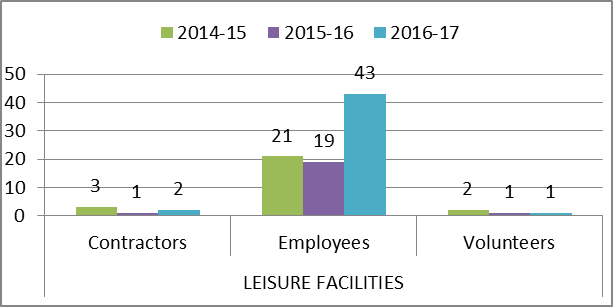 2014-15 2015-16 2016-17
50
40
30
20
10
0
3 1 2 21 19 43 2 1 1
Contractors Employees Volunteers
LEISURE FACILITIES